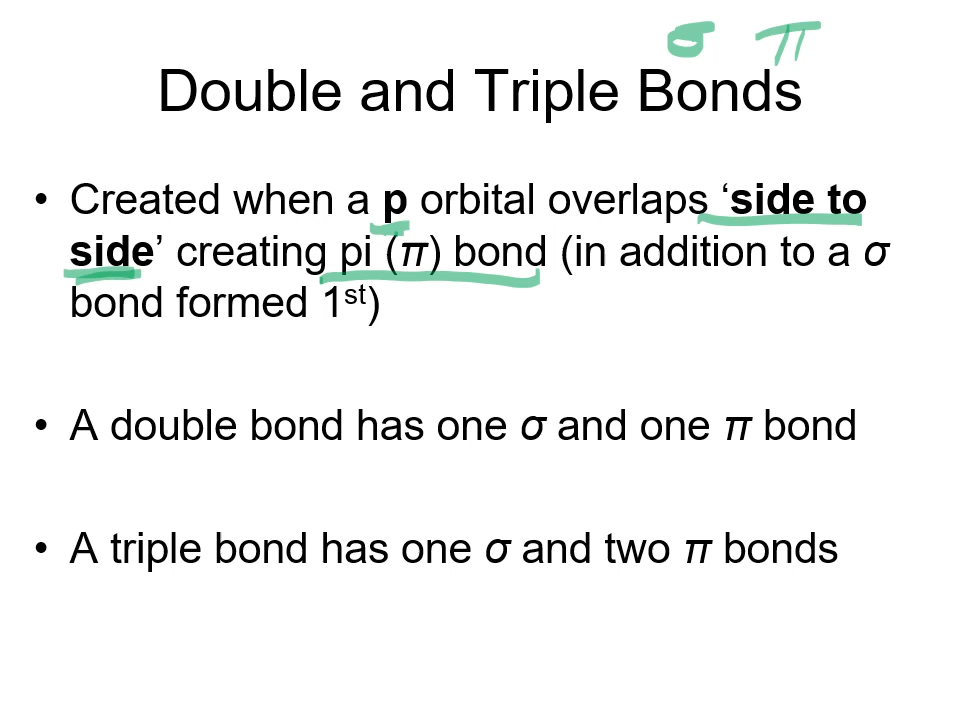 σ π
Double and Triple Bonds
• Created when a p orbital overlaps ‘side to
side’ creating pi (π) bond (in addition to a σ
bond formed 1st)
• A double bond has one σ and one π bond
• A triple bond has one σ and two π bonds